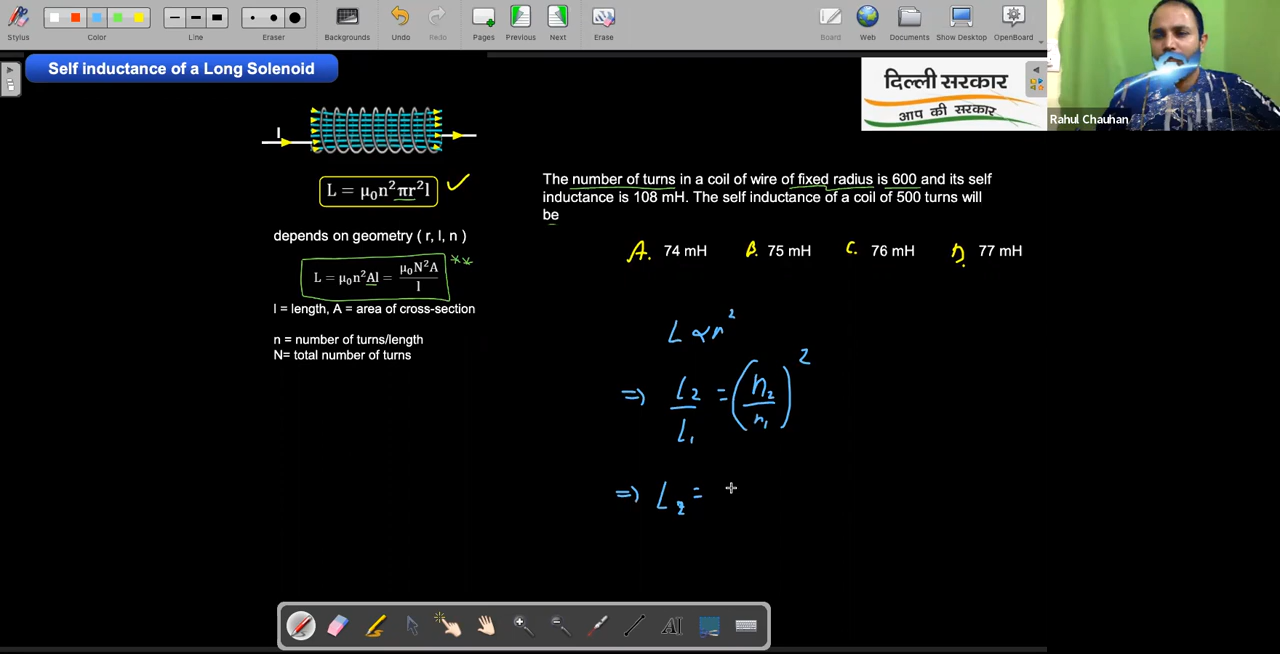 Stylus
Color
Line
Eraser
Backgrounds
Undo
Redo
Pages
Previous
Next
Erase
Board
Web
Documents
Show Desktop
OpenBoard
Self inductance of a Long Solenoid
दिल्ली सरकार
आप की सरकार
Rahul Chauhan
I
L = μ₀n²πr²l
depends on geometry ( r, l, n )
L = μ₀n²Al = μ₀N²A / l
**
l = length, A = area of cross-section
n = number of turns/length
N= total number of turns
The number of turns in a coil of wire of fixed radius is 600 and its self
inductance is 108 mH. The self inductance of a coil of 500 turns will
be
A. 74 mH B. 75 mH C. 76 mH D. 77 mH
L ∝ n²
⇒ L₂ / L₁ = (n₂ / n₁)²
⇒ L₂ =
AI